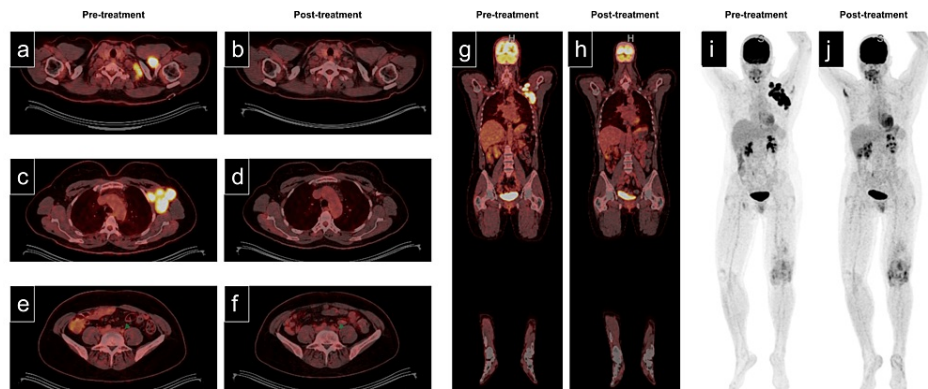 Pre-treatment Post-treatment Pre-treatment Post-treatment Pre-treatment Post-treatment
a b g h i j
H H
c d
e f